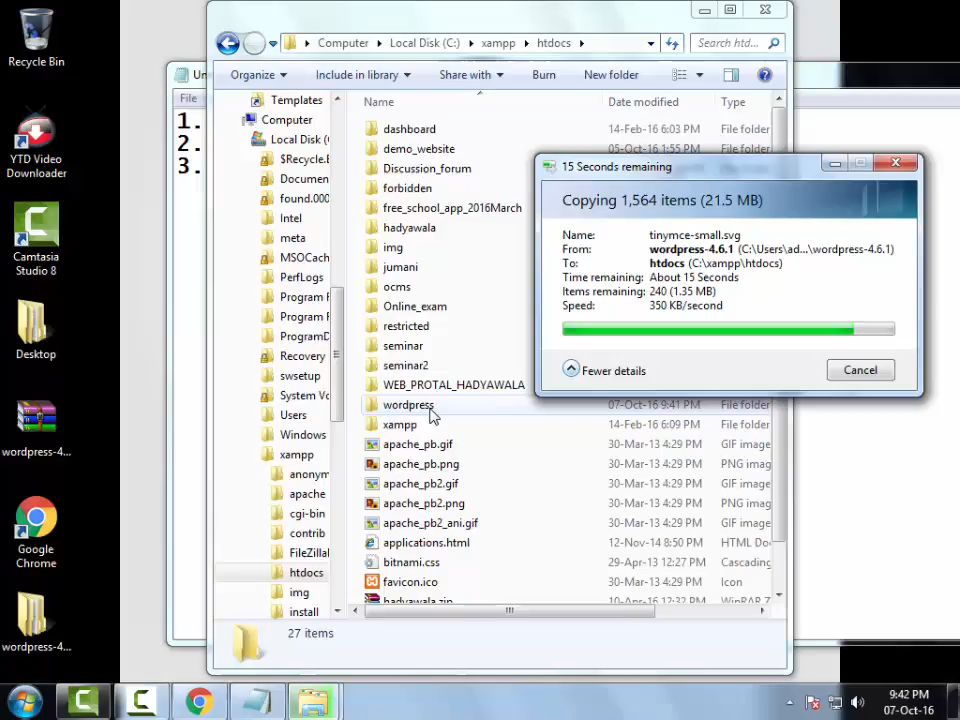 Recycle Bin
YTD Video
Downloader
Camtasia
Studio 8
Desktop
wordpress-4...
Google
Chrome
wordpress-4...
Un
File
1.
2.
3.
Computer
Local Disk (C:)
xampp
htdocs
Search htd...
Organize
Include in library
Share with
Burn
New folder
Templates
Computer
Local Disk (
$Recycle.B
Documen
found.000
Intel
meta
MSOCach
PerfLogs
Program F
Program F
ProgramD
Recovery
swsetup
System Vo
Users
Windows
xampp
anonym
apache
cgi-bin
contrib
FileZillaF
htdocs
img
install
Name
Date modified
Type
dashboard
14-Feb-16 6:03 PM
File folder
demo_website
05-Oct-16 1:55 PM
File folder
Discussion_forum
forbidden
free_school_app_2016March
hadyawala
img
jumani
ocms
Online_exam
restricted
seminar
seminar2
WEB_PROTAL_HADYAWALA
wordpress
07-Oct-16 9:41 PM
File folder
xampp
14-Feb-16 6:09 PM
File folder
apache_pb.gif
30-Mar-13 4:29 PM
GIF image
apache_pb.png
30-Mar-13 4:29 PM
PNG imag
apache_pb2.gif
30-Mar-13 4:29 PM
GIF image
apache_pb2.png
30-Mar-13 4:29 PM
PNG imag
apache_pb2_ani.gif
30-Mar-13 4:29 PM
GIF image
applications.html
12-Nov-14 8:50 PM
HTML Do
bitnami.css
29-Apr-13 12:27 PM
Cascading
favicon.ico
30-Mar-13 4:29 PM
Icon
hadyawala.zip
10-Apr-16 12:32 PM
WinRAR Z
27 items
15 Seconds remaining
Copying 1,564 items (21.5 MB)
Name: tinymce-small.svg
From: wordpress-4.6.1 (C:\Users\ad...\wordpress-4.6.1)
To: htdocs (C:\xampp\htdocs)
Time remaining: About 15 Seconds
Items remaining: 240 (1.35 MB)
Speed: 350 KB/second
Fewer details
Cancel
9:42 PM
07-Oct-16